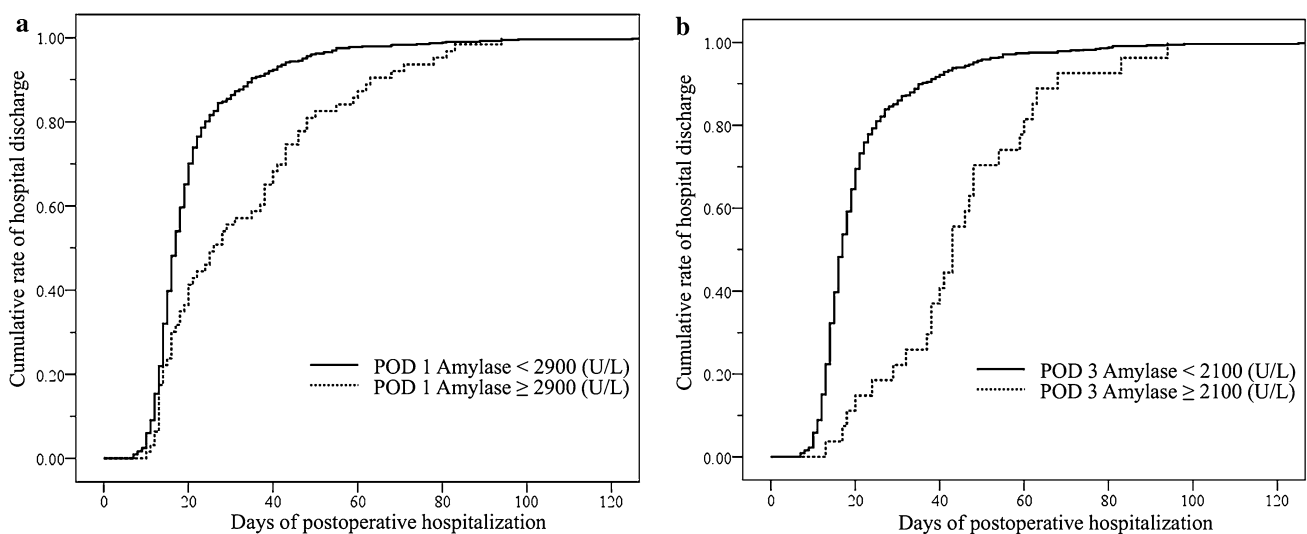 a
Cumulative rate of hospital discharge
1.00
0.80
0.60
0.40
0.20
0.00
POD 1 Amylase < 2900 (U/L)
POD 1 Amylase ≥ 2900 (U/L)
0 20 40 60 80 100 120
Days of postoperative hospitalization
b
Cumulative rate of hospital discharge
1.00
0.80
0.60
0.40
0.20
0.00
POD 3 Amylase < 2100 (U/L)
POD 3 Amylase ≥ 2100 (U/L)
0 20 40 60 80 100 120
Days of postoperative hospitalization